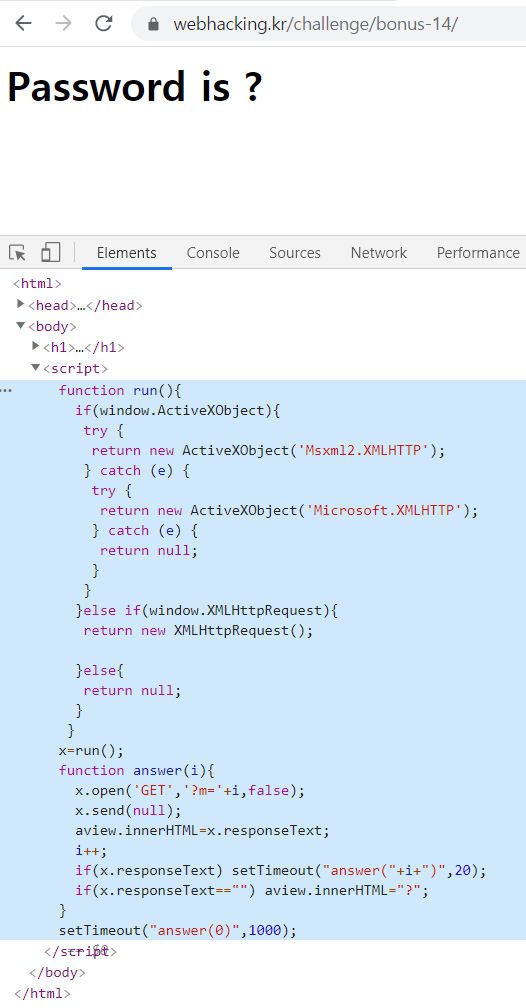 webhacking.kr/challenge/bonus-14/
Password is ?
Elements Console Sources Network Performance
<html>
<head>…</head>
<body>
<h1>…</h1>
<script>
function run(){
if(window.ActiveXObject){
try {
return new ActiveXObject('Msxml2.XMLHTTP');
} catch (e) {
try {
return new ActiveXObject('Microsoft.XMLHTTP');
} catch (e) {
return null;
}
}
}else if(window.XMLHttpRequest){
return new XMLHttpRequest();
}else{
return null;
}
}
x=run();
function answer(i){
x.open('GET','?m='+i,false);
x.send(null);
aview.innerHTML=x.responseText;
i++;
if(x.responseText) setTimeout("answer("+i+")",20);
if(x.responseText=="") aview.innerHTML="?";
}
setTimeout("answer(0)",1000);
</script>
</body>
</html>